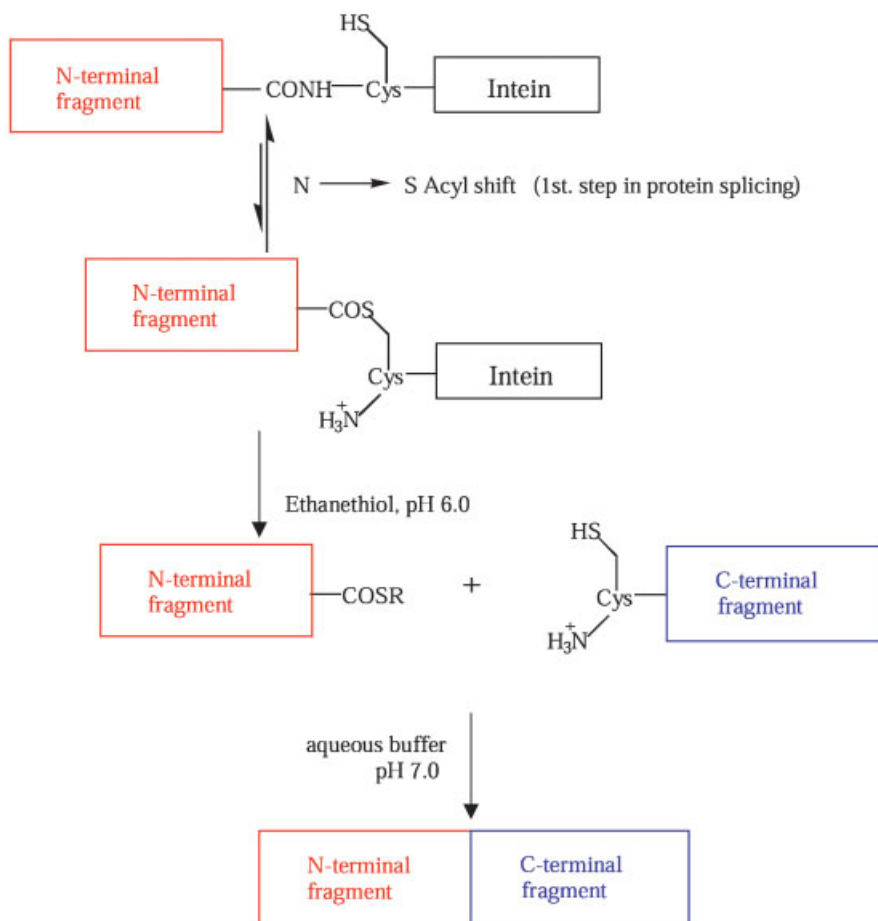 HS
N-terminal
fragment
CONH
Cys
Intein
N S Acyl shift (1st. step in protein splicing)
N-terminal
fragment
COS
Cys
Intein
H₃N+
Ethanethiol, pH 6.0
HS
N-terminal
fragment
COSR
+
Cys
C-terminal
fragment
H₃N+
aqueous buffer
pH 7.0
N-terminal
fragment
C-terminal
fragment